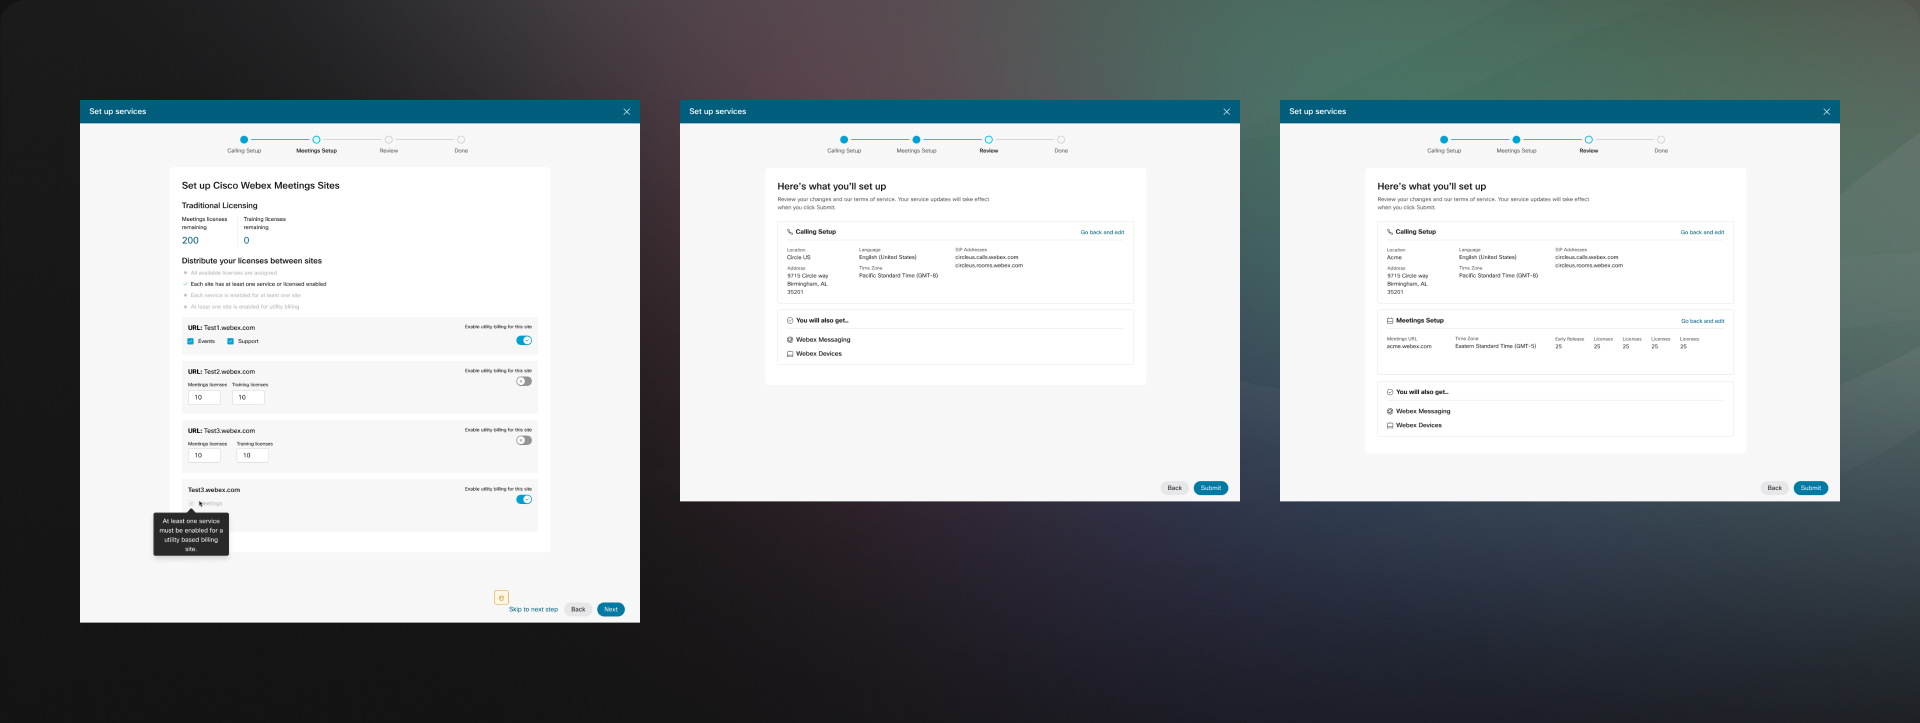 Set up services
Calling Setup
Meetings Setup
Review
Done
Set up Cisco Webex Meetings Sites
Traditional Licensing
Meetings licenses remaining
Training licenses remaining
200
0
Distribute your licenses between sites
All available licenses are assigned
Each site has at least one service or licensed enabled
Each service is enabled for at least one site
At least one site is enabled for utility billing
URL: Test1.webex.com
Enable utility billing for this site
Events
Support
URL: Test2.webex.com
Enable utility billing for this site
Meetings licenses
Training licenses
10
10
URL: Test3.webex.com
Enable utility billing for this site
Meetings licenses
Training licenses
10
10
Test3.webex.com
Enable utility billing for this site
At least one service
must be enabled for a
utility based billing
site.
Skip to next step
Back
Next
Set up services
Calling Setup
Meetings Setup
Review
Done
Here's what you'll set up
Review your changes and our terms of service. Your service updates will take effect
when you click Submit.
Calling Setup
Go back and edit
Location
Circle US
Address
9715 Circle way
Birmingham, AL
35201
Language
English (United States)
Time Zone
Pacific Standard Time (GMT-6)
SIP Addresses
circleus.calls.webex.com
circleus.rooms.webex.com
You will also get..
Webex Messaging
Webex Devices
Back
Submit
Set up services
Calling Setup
Meetings Setup
Review
Done
Here's what you'll set up
Review your changes and our terms of service. Your service updates will take effect
when you click Submit.
Calling Setup
Go back and edit
Location
Acme
Address
9715 Circle way
Birmingham, AL
35201
Language
English (United States)
Time Zone
Pacific Standard Time (GMT-6)
SIP Addresses
circleus.calls.webex.com
circleus.rooms.webex.com
Meetings Setup
Go back and edit
Meetings URL
acme.webex.com
Time Zone
Eastern Standard Time (GMT-5)
Early Release
25
Licenses
25
Licenses
25
Licenses
25
Licenses
25
You will also get..
Webex Messaging
Webex Devices
Back
Submit